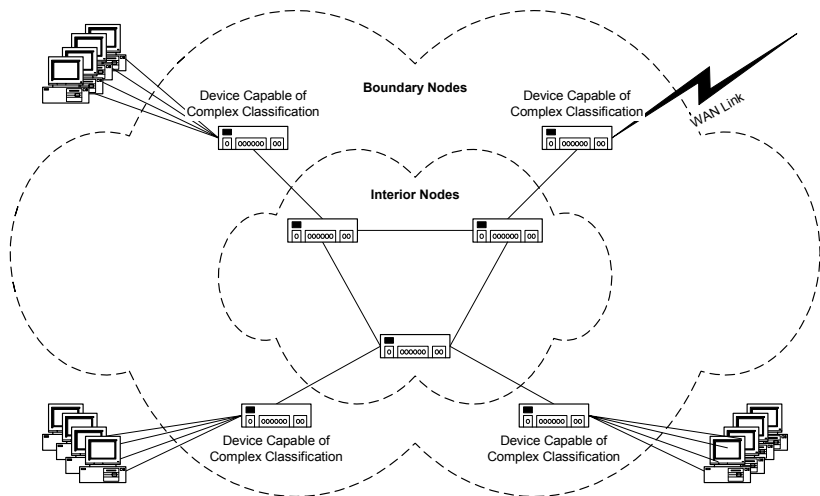 Boundary Nodes
Device Capable of
Complex Classification
Device Capable of
Complex Classification
WAN Link
Interior Nodes
Device Capable of
Complex Classification
Device Capable of
Complex Classification